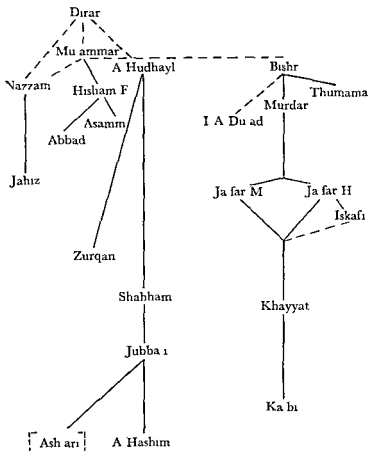 Dırar
Mu ammar
A Hudhayl
Bıshr
Nazzam
Hısham F
Thumama
Murdar
Asamm
I A Du ad
Abbad
Jahız
Ja far M
Ja far H
Iskafı
Zurqan
Shahham
Khayyat
Jubba ı
Ka bı
Ash arı
A Hashım